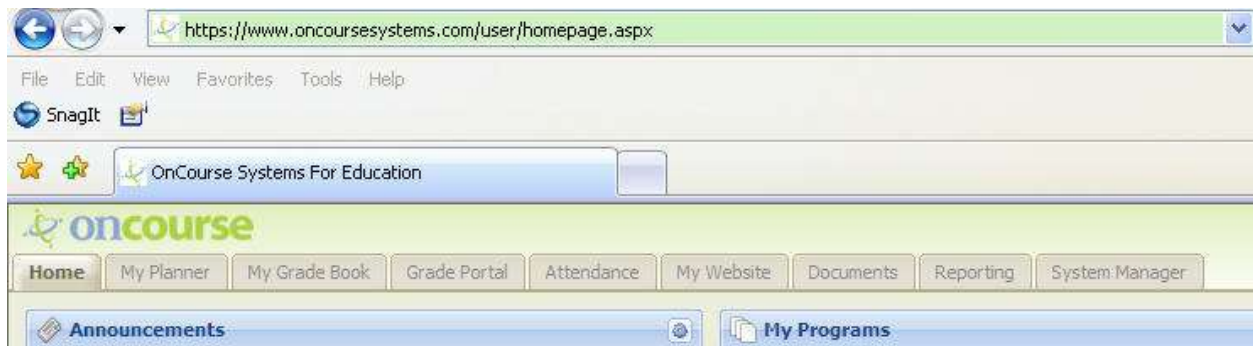 https://www.oncoursesystems.com/user/homepage.aspx
File Edit View Favorites Tools Help
SnagIt
OnCourse Systems For Education
oncourse
Home My Planner My Grade Book Grade Portal Attendance My Website Documents Reporting System Manager
Announcements My Programs